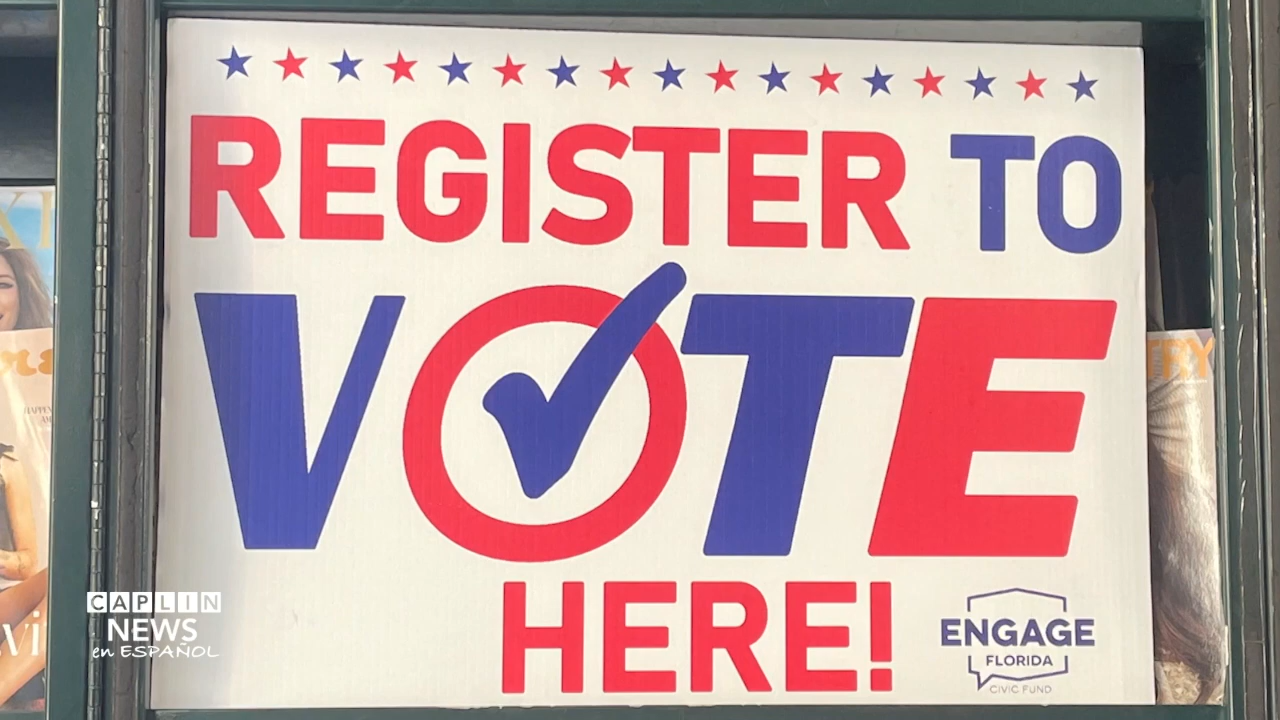 REGISTER TO
VOTE
HERE!
ENGAGE
FLORIDA
CIVIC FUND
CAPLIN
NEWS
en ESPAÑOL